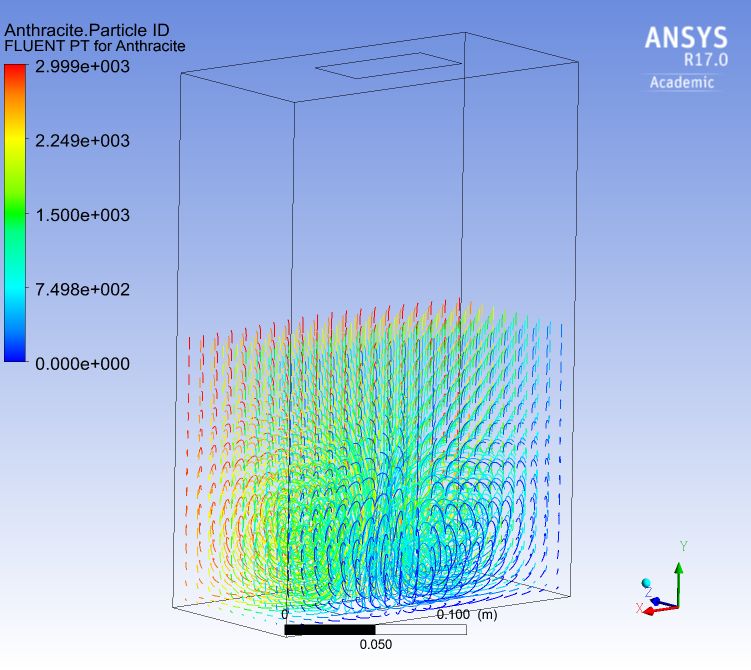 Anthracite.Particle ID
FLUENT PT for Anthracite
2.999e+003
2.249e+003
1.500e+003
7.498e+002
0.000e+000
ANSYS
R17.0
Academic
Y
Z
X
0
0.100 (m)
0.050